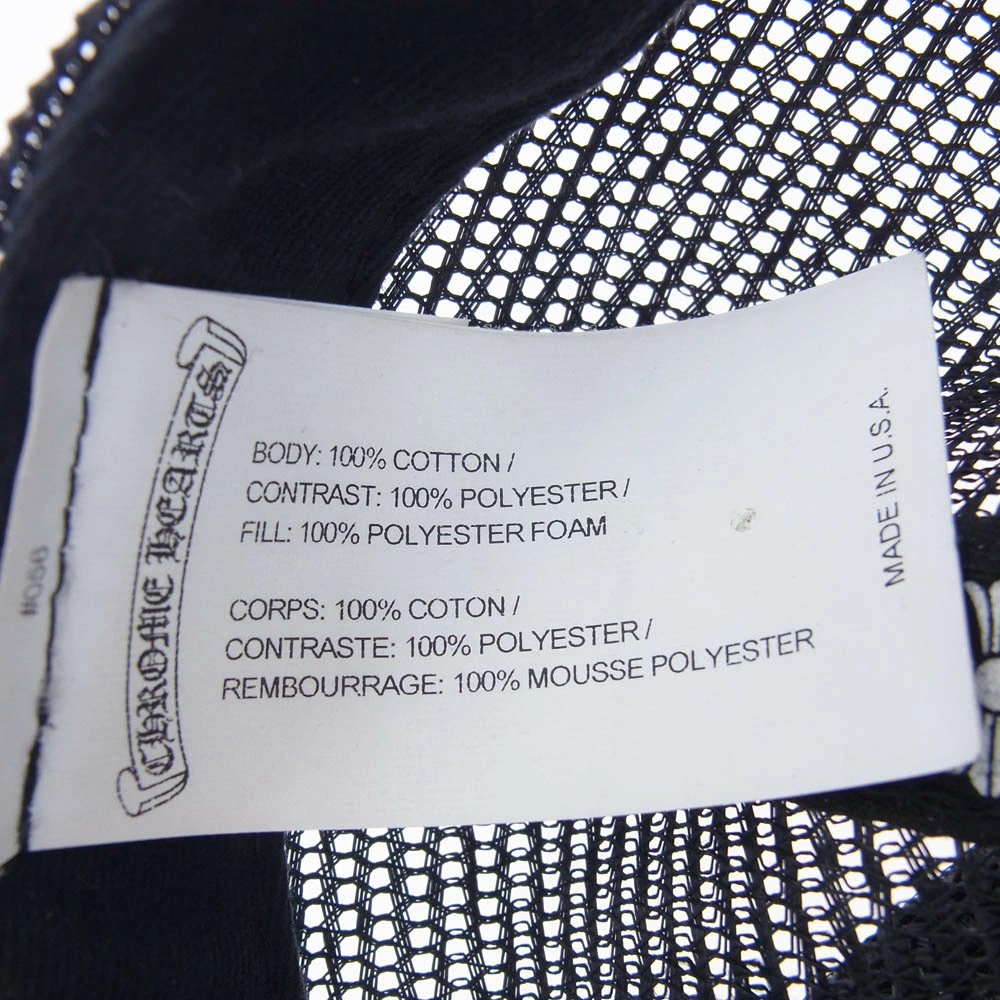 CHROME HEARTS
BODY: 100% COTTON /
CONTRAST: 100% POLYESTER /
FILL: 100% POLYESTER FOAM
CORPS: 100% COTON /
CONTRASTE: 100% POLYESTER /
REMBOURRAGE: 100% MOUSSE POLYESTER
MADE IN U.S.A.